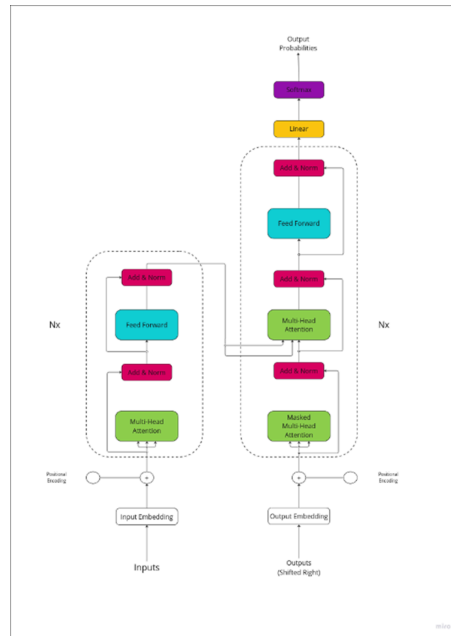 Output
Probabilities
Softmax
Linear
Add & Norm
Feed Forward
Add & Norm
Add & Norm
Nx
Feed Forward
Multi-Head
Attention
Nx
Add & Norm
Add & Norm
Multi-Head
Attention
Masked
Multi-Head
Attention
Positional
Encoding
+
+
Positional
Encoding
Input Embedding
Output Embedding
Inputs
Outputs
(Shifted Right)
miro